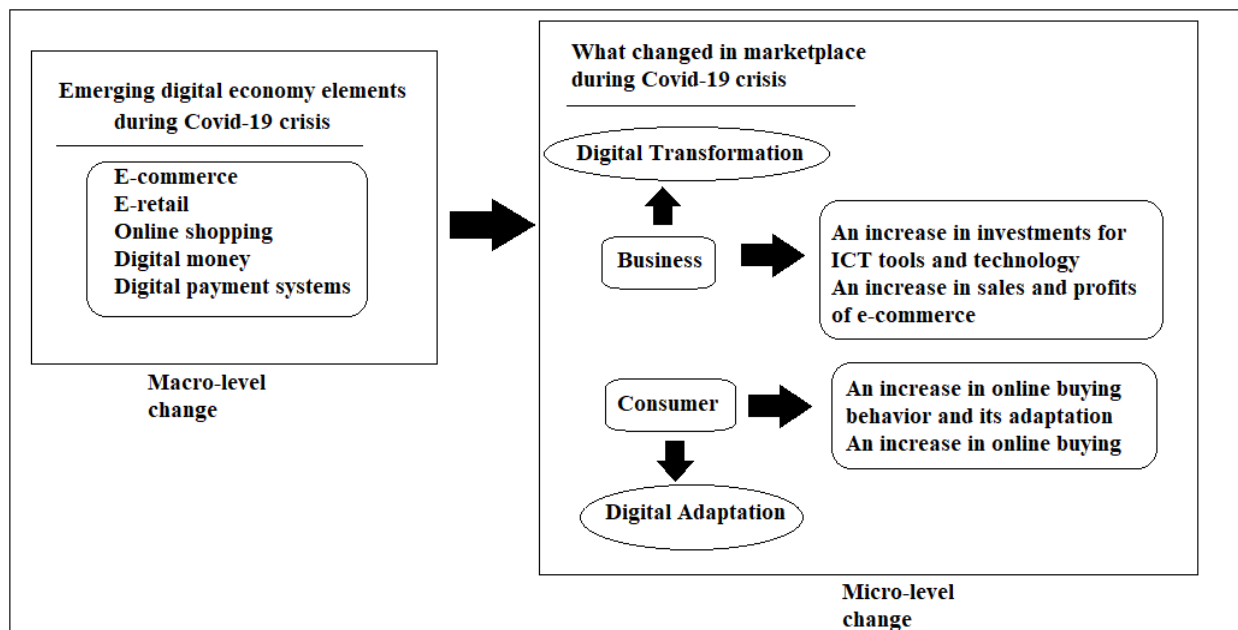 Emerging digital economy elements
during Covid-19 crisis
E-commerce
E-retail
Online shopping
Digital money
Digital payment systems
Macro-level
change
What changed in marketplace
during Covid-19 crisis
Digital Transformation
Business
An increase in investments for
ICT tools and technology
An increase in sales and profits
of e-commerce
Consumer
An increase in online buying
behavior and its adaptation
An increase in online buying
Digital Adaptation
Micro-level
change